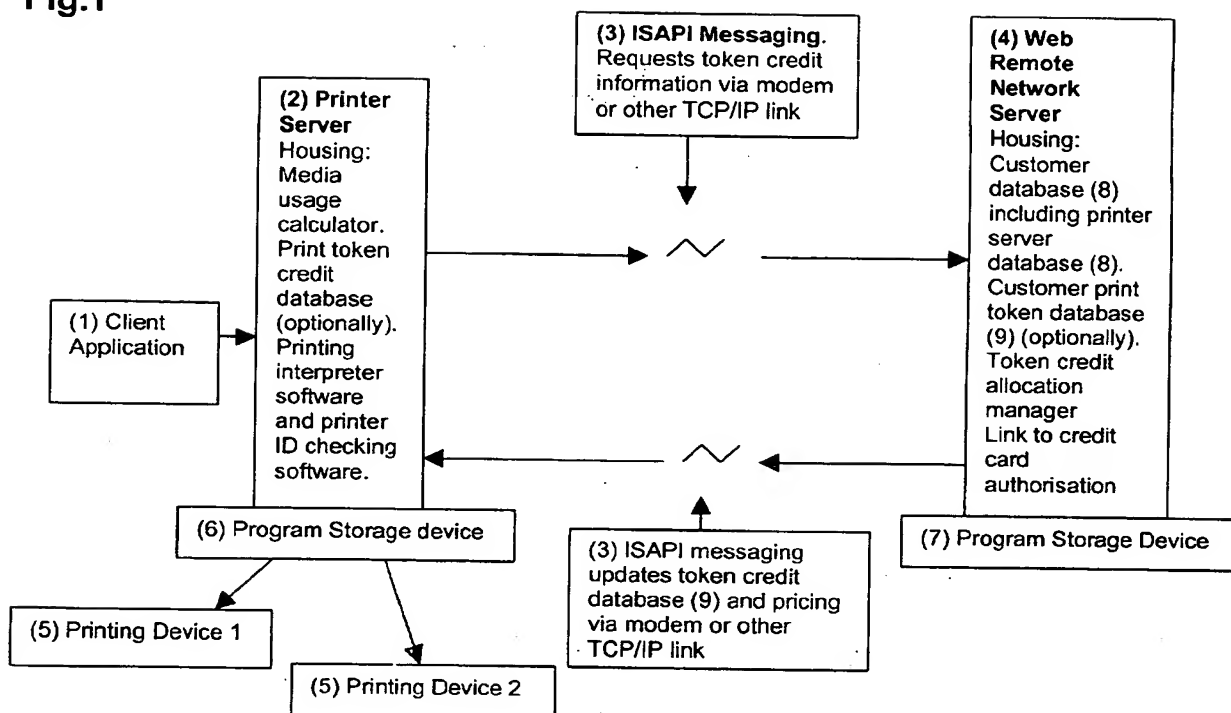 Fig.1
(3) ISAPI Messaging.
Requests token credit
information via modem
or other TCP/IP link
(4) Web
Remote
Network
Server
Housing:
Customer
database (8)
including printer
server
database (8).
Customer print
token database
(9) (optionally).
Token credit
allocation
manager
Link to credit
card
authorisation
(2) Printer
Server
Housing:
Media
usage
calculator.
Print token
credit
database
(optionally).
Printing
interpreter
software
and printer
ID checking
software.
(1) Client
Application
(6) Program Storage device
(7) Program Storage Device
(3) ISAPI messaging
updates token credit
database (9) and pricing
via modem or other
TCP/IP link
(5) Printing Device 1
(5) Printing Device 2